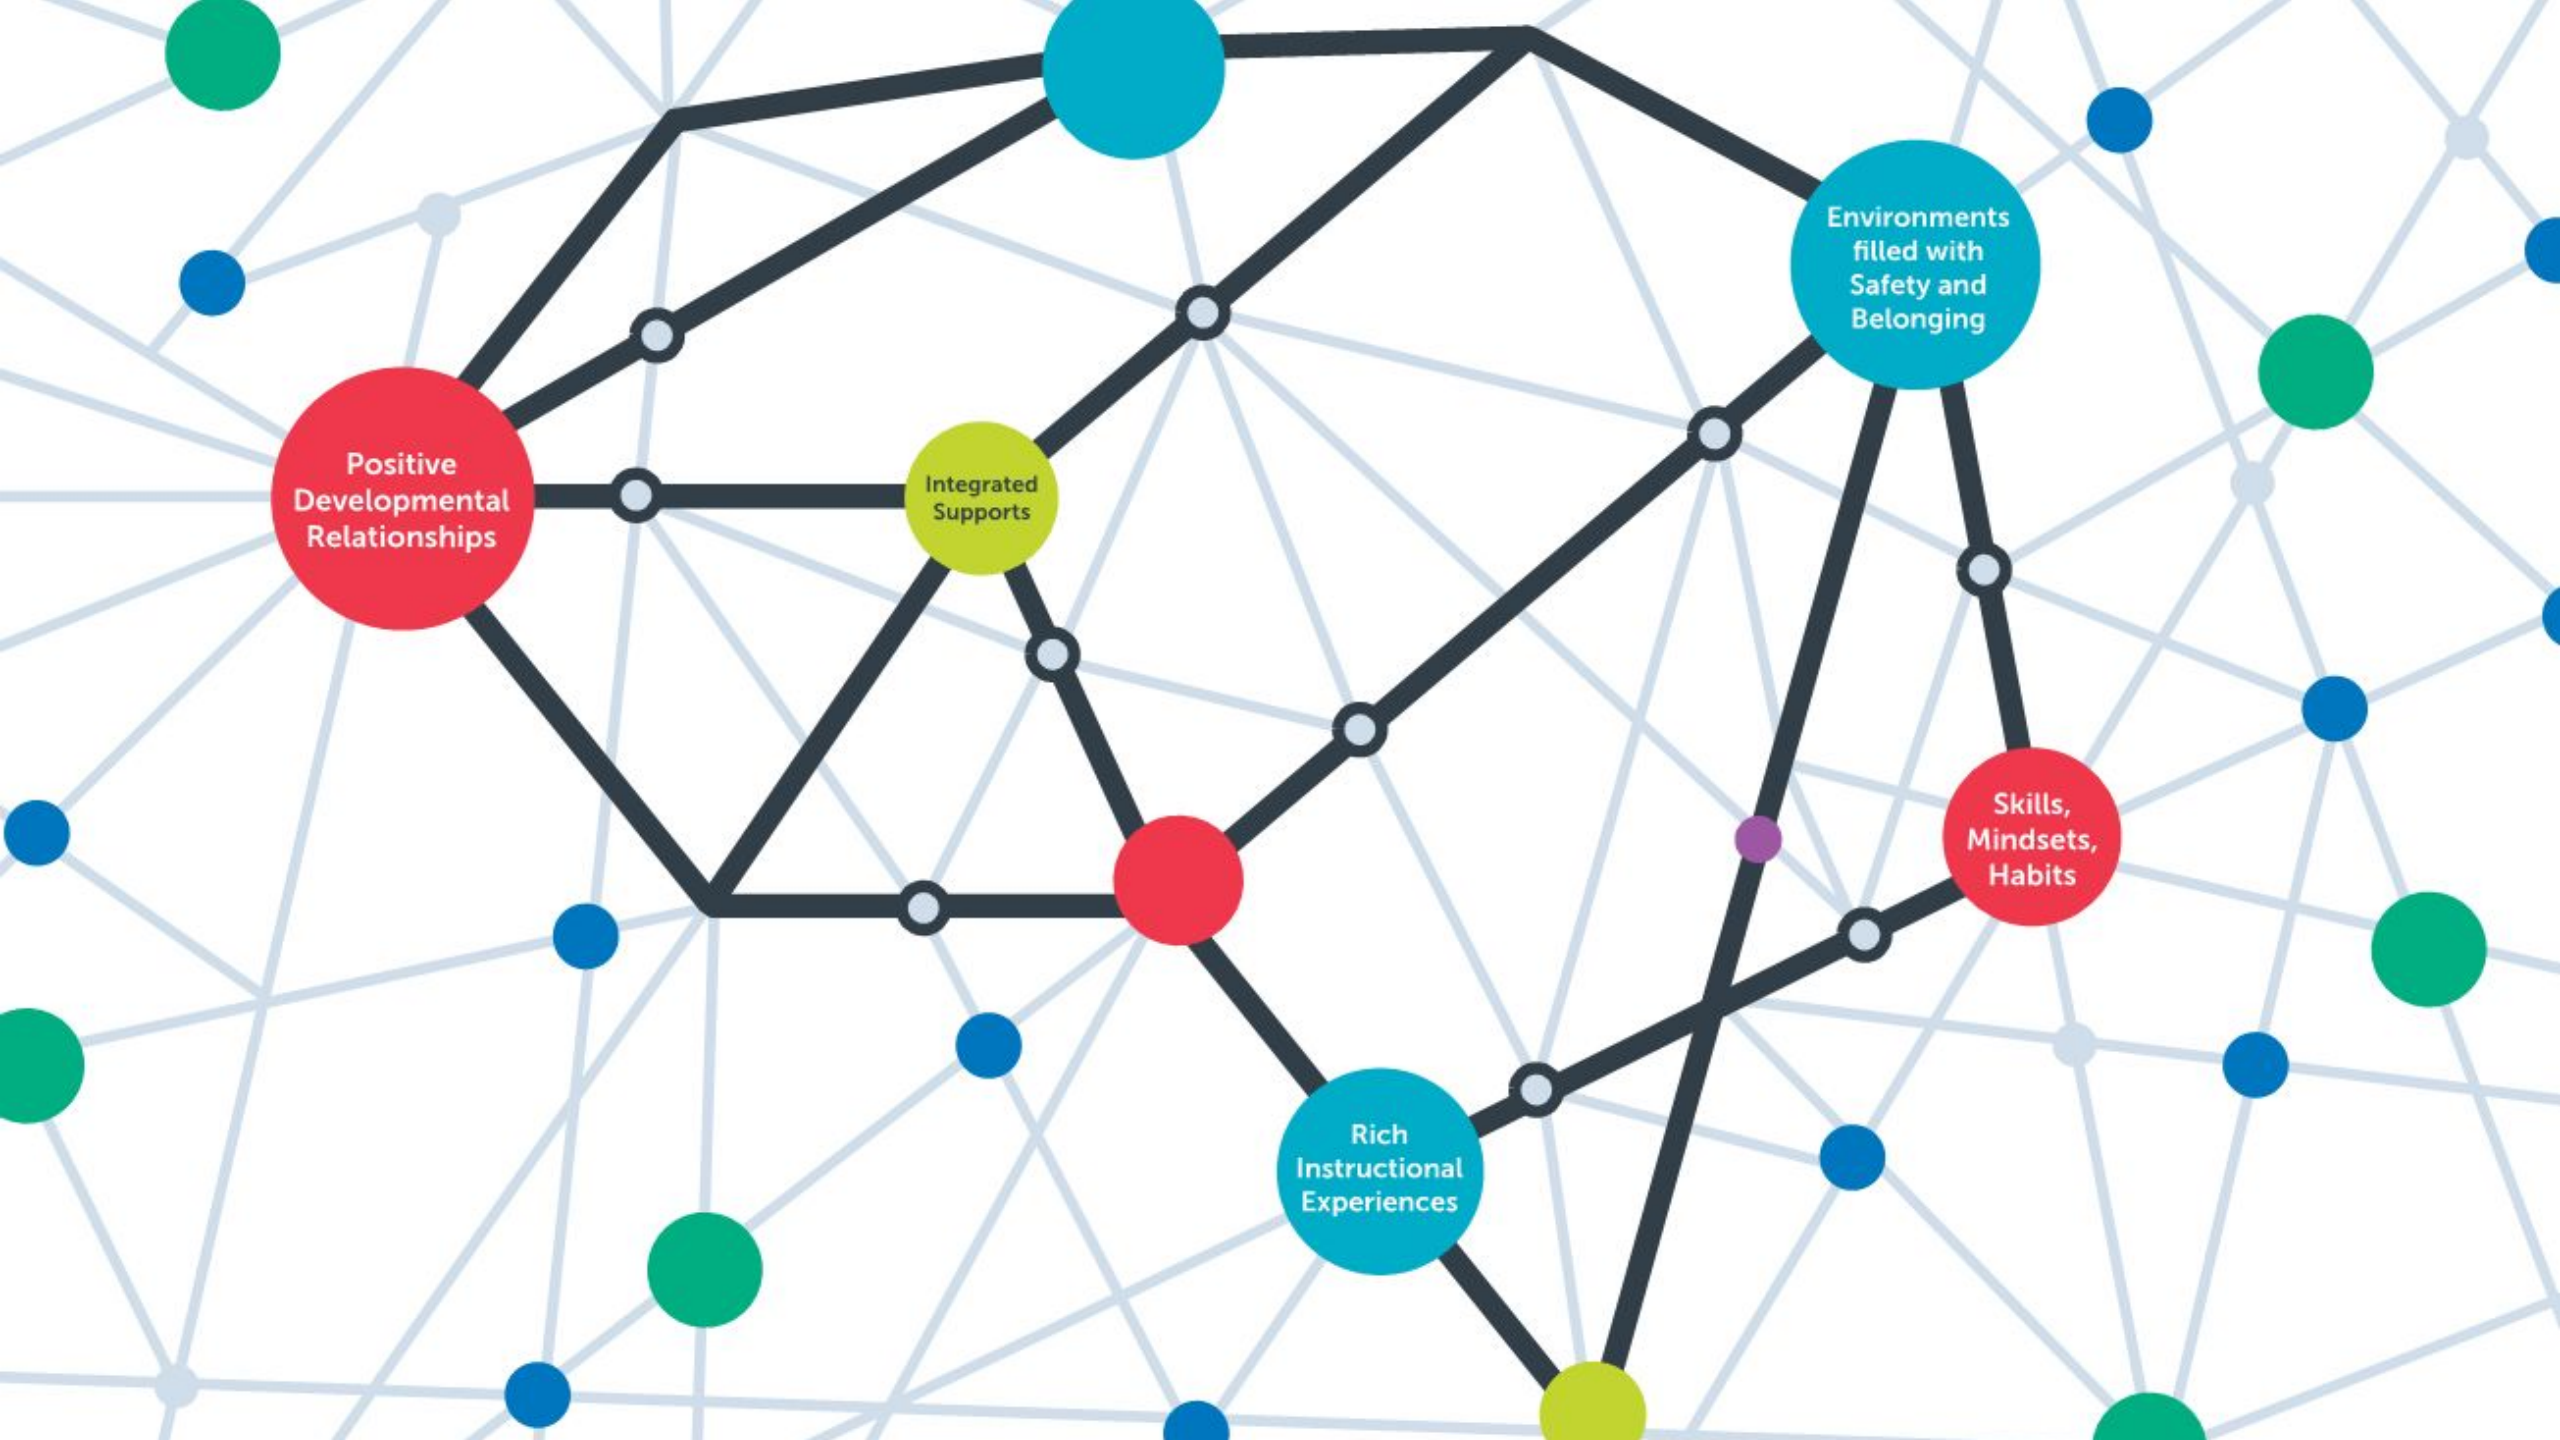 Environments
filled with
Safety and
Belonging
Positive
Developmental
Relationships
Integrated
Supports
Skills,
Mindsets,
Habits
Rich
Instructional
Experiences